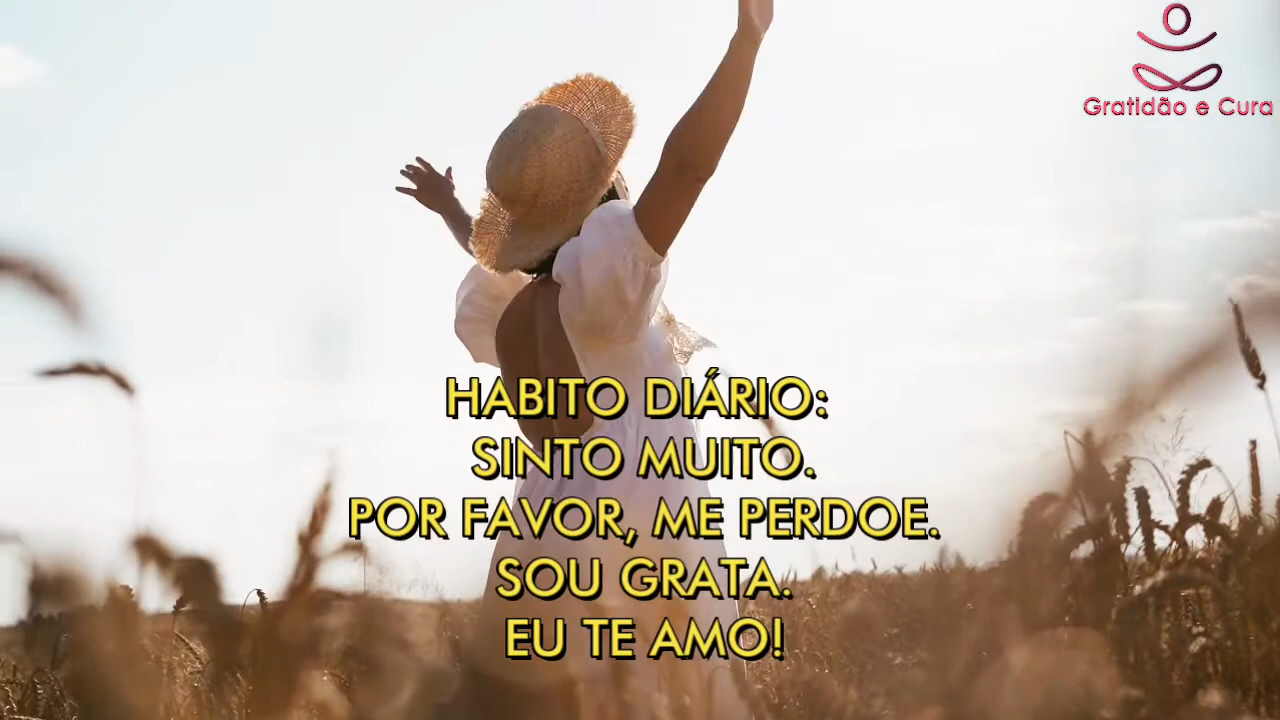 Gratidão e Cura
HABITO DIÁRIO:
SINTO MUITO.
POR FAVOR, ME PERDOE.
SOU GRATA.
EU TE AMO!